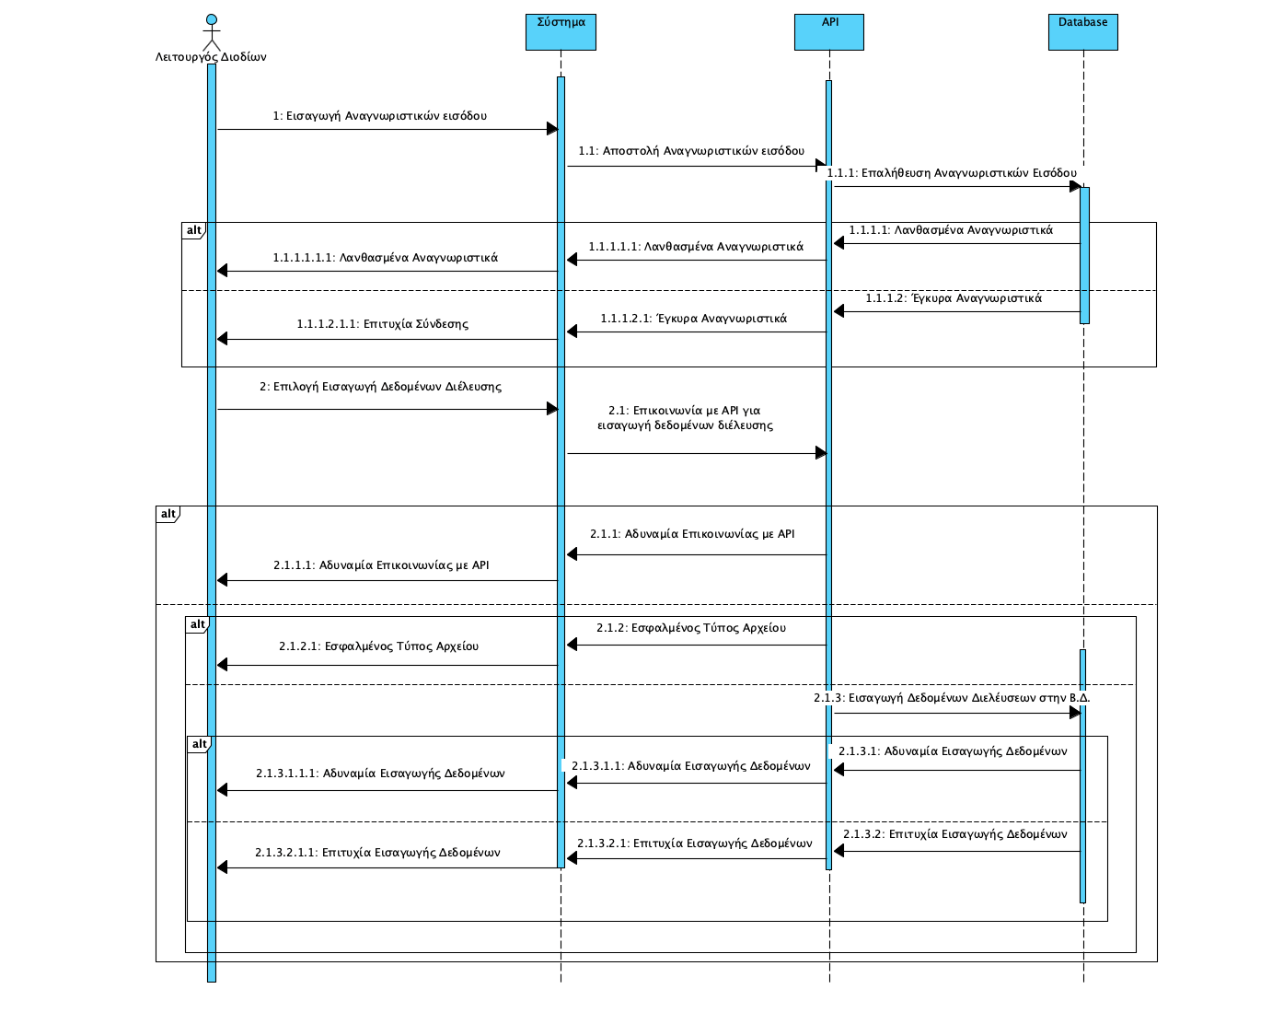 Λειτουργός Διοδίων
Σύστημα
API
Database
1: Εισαγωγή Αναγνωριστικών εισόδου
1.1: Αποστολή Αναγνωριστικών εισόδου
1.1.1: Επαλήθευση Αναγνωριστικών Εισόδου
alt
1.1.1.1: Λανθασμένα Αναγνωριστικά
1.1.1.1.1: Λανθασμένα Αναγνωριστικά
1.1.1.1.1.1: Λανθασμένα Αναγνωριστικά
1.1.1.2: Έγκυρα Αναγνωριστικά
1.1.1.2.1: Έγκυρα Αναγνωριστικά
1.1.1.2.1.1: Επιτυχία Σύνδεσης
2: Επιλογή Εισαγωγή Δεδομένων Διέλευσης
2.1: Επικοινωνία με API για
εισαγωγή δεδομένων διέλευσης
alt
2.1.1: Αδυναμία Επικοινωνίας με API
2.1.1.1: Αδυναμία Επικοινωνίας με API
alt
2.1.2: Εσφαλμένος Τύπος Αρχείου
2.1.2.1: Εσφαλμένος Τύπος Αρχείου
2.1.3: Εισαγωγή Δεδομένων Διελέυσεων στην Β.Δ.
alt
2.1.3.1: Αδυναμία Εισαγωγής Δεδομένων
2.1.3.1.1: Αδυναμία Εισαγωγής Δεδομένων
2.1.3.1.1.1: Αδυναμία Εισαγωγής Δεδομένων
2.1.3.2: Επιτυχία Εισαγωγής Δεδομένων
2.1.3.2.1: Επιτυχία Εισαγωγής Δεδομένων
2.1.3.2.1.1: Επιτυχία Εισαγωγής Δεδομένων